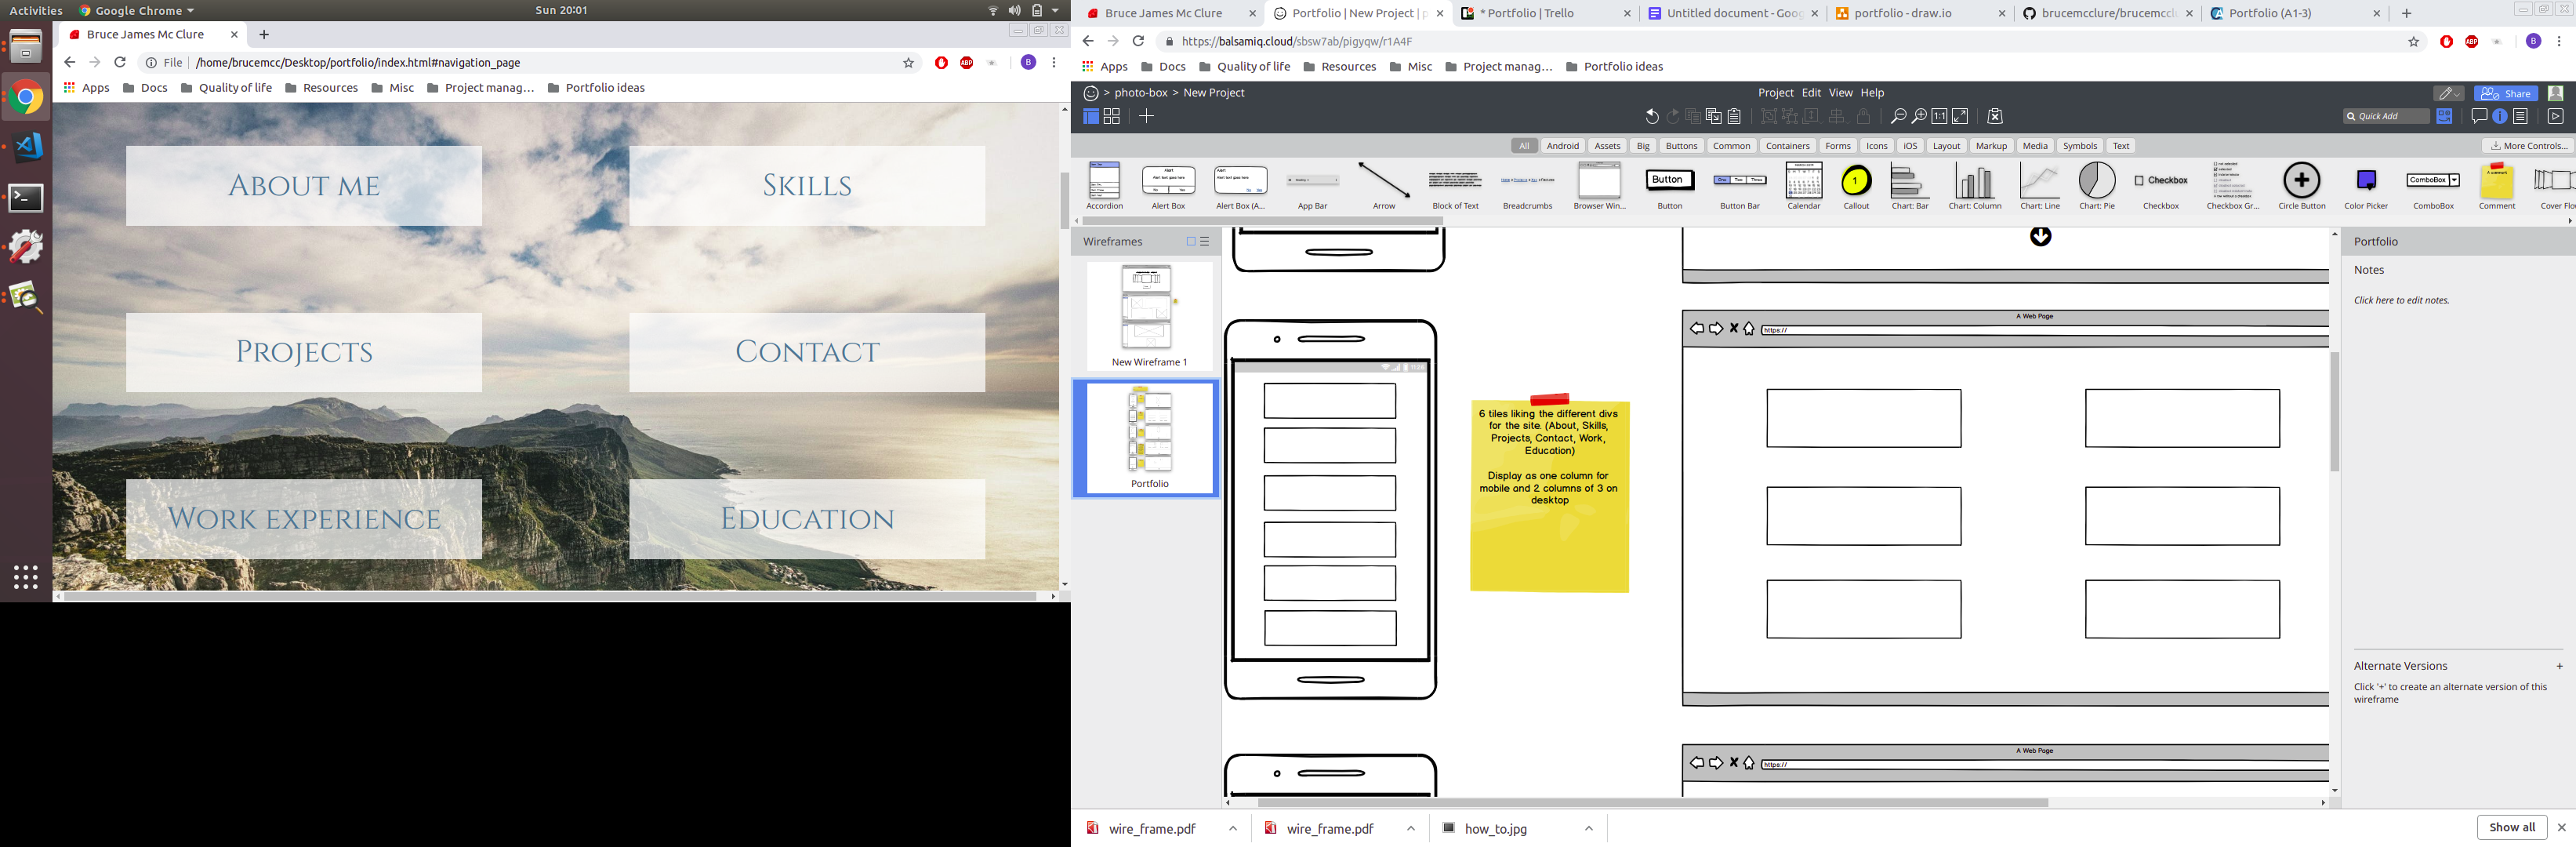 Activities
Google Chrome
Sun 20:01
Bruce James Mc Clure
File
/home/brucemcc/Desktop/portfolio/index.html#navigation_page
ABP
B
Apps
Docs
Quality of life
Resources
Misc
Project manag...
Portfolio ideas
About me
Skills
Projects
Contact
Work experience
Education
Bruce James Mc Clure
Portfolio | New Project | p
* Portfolio | Trello
Untitled document - Goog
portfolio - draw.io
brucemcclure/brucemccl
Portfolio (A1-3)
https://balsamiq.cloud/sbsw7ab/pigyqw/r1A4F
ABP
B
Apps
Docs
Quality of life
Resources
Misc
Project manag...
Portfolio ideas
> photo-box > New Project
Project Edit View Help
Share
1:1
Quick Add
All
Android
Assets
Big
Buttons
Common
Containers
Forms
Icons
iOS
Layout
Markup
Media
Symbols
Text
More Controls...
Button
1
Checkbox
ComboBox
Accordion
Alert Box
Alert Box (A...
App Bar
Arrow
Block of Text
Breadcrumbs
Browser Win...
Button
Button Bar
Calendar
Callout
Chart: Bar
Chart: Column
Chart: Line
Chart: Pie
Checkbox
Checkbox Gr...
Circle Button
Color Picker
ComboBox
Comment
Cover Flo
Wireframes
New Wireframe 1
Portfolio
6 tiles liking the different divs
for the site. (About, Skills,
Projects, Contact, Work,
Education)
Display as one column for
mobile and 2 columns of 3 on
desktop
A Web Page
https://
A Web Page
https://
Portfolio
Notes
Click here to edit notes.
Alternate Versions
+
Click '+' to create an alternate version of this
wireframe
wire_frame.pdf
wire_frame.pdf
how_to.jpg
Show all